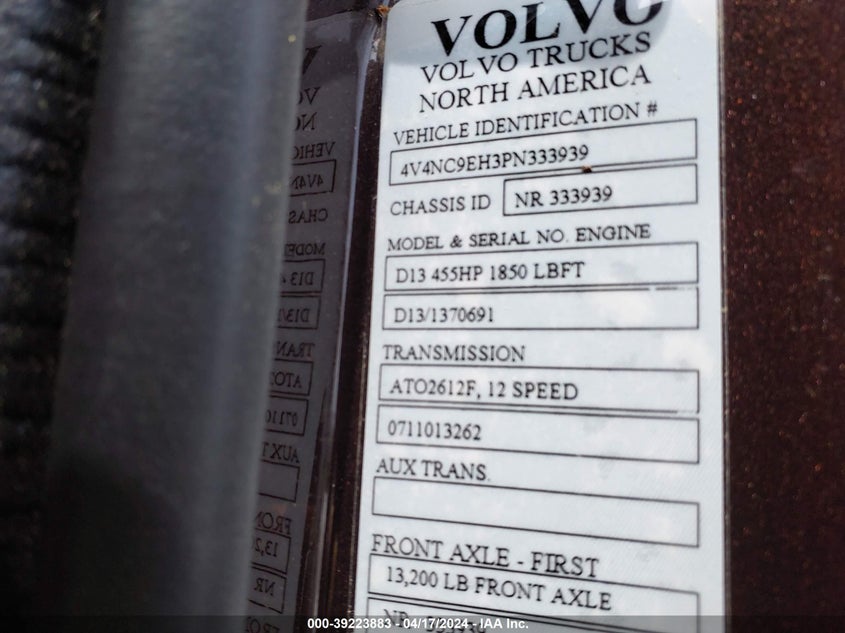 VOLVO
VOLVO TRUCKS
NORTH AMERICA
VEHICLE IDENTIFICATION #
4V4NC9EH3PN333939
CHASSIS ID NR 333939
MODEL & SERIAL NO. ENGINE
D13 455HP 1850 LBFT
D13/1370691
TRANSMISSION
ATO2612F, 12 SPEED
0711013262
AUX TRANS.
FRONT AXLE - FIRST
13,200 LB FRONT AXLE
NR 333939
000-39223883 - 04/17/2024 - IAA Inc.